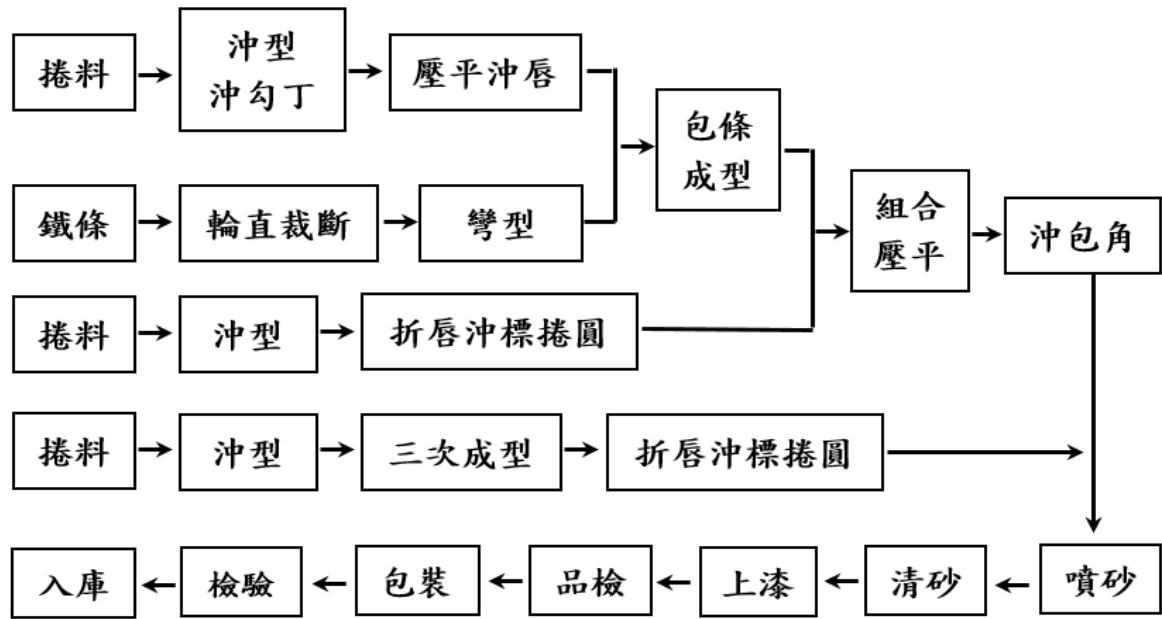 捲料
沖型
沖勾丁
壓平沖唇
包條
成型
鐵條
輪直裁斷
彎型
組合
壓平
沖包角
捲料
沖型
折唇沖標捲圓
捲料
沖型
三次成型
折唇沖標捲圓
入庫
檢驗
包裝
品檢
上漆
清砂
噴砂